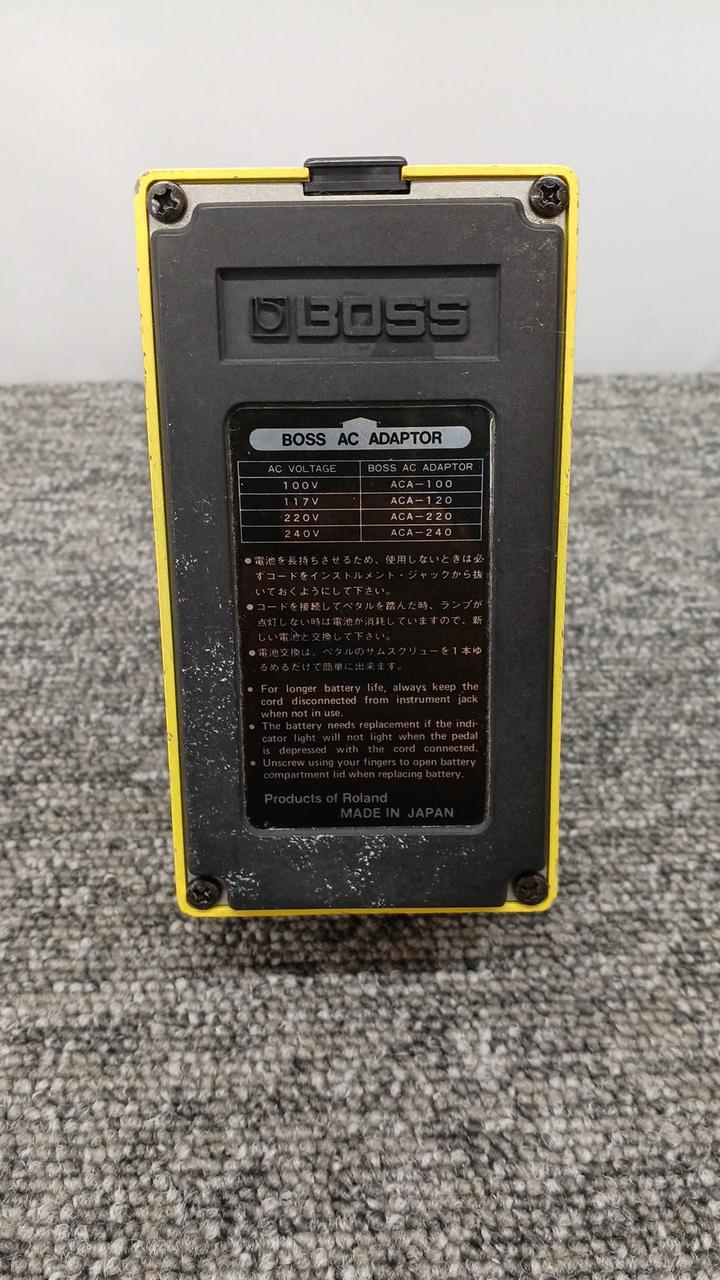 BOSS
BOSS AC ADAPTOR
AC VOLTAGE BOSS AC ADAPTOR
100V ACA-100
117V ACA-120
220V ACA-220
240V ACA-240
●電池を長持ちさせるため、使用しないときは必
ずコードをインストルメント・ジャックから抜
いておくようにして下さい。
●コードを接続してペタルを踏んだ時、ランプが
点灯しない時は電池が消耗していますので、新
しい電池と交換して下さい。
●電池交換は、ペタルのサムスクリューを1本ゆ
るめるだけで簡単に出来ます。
● For longer battery life, always keep the
cord disconnected from instrument jack
when not in use.
● The battery needs replacement if the indi-
cator light will not light when the pedal
is depressed with the cord connected.
● Unscrew using your fingers to open battery
compartment lid when replacing battery.
Products of Roland
MADE IN JAPAN